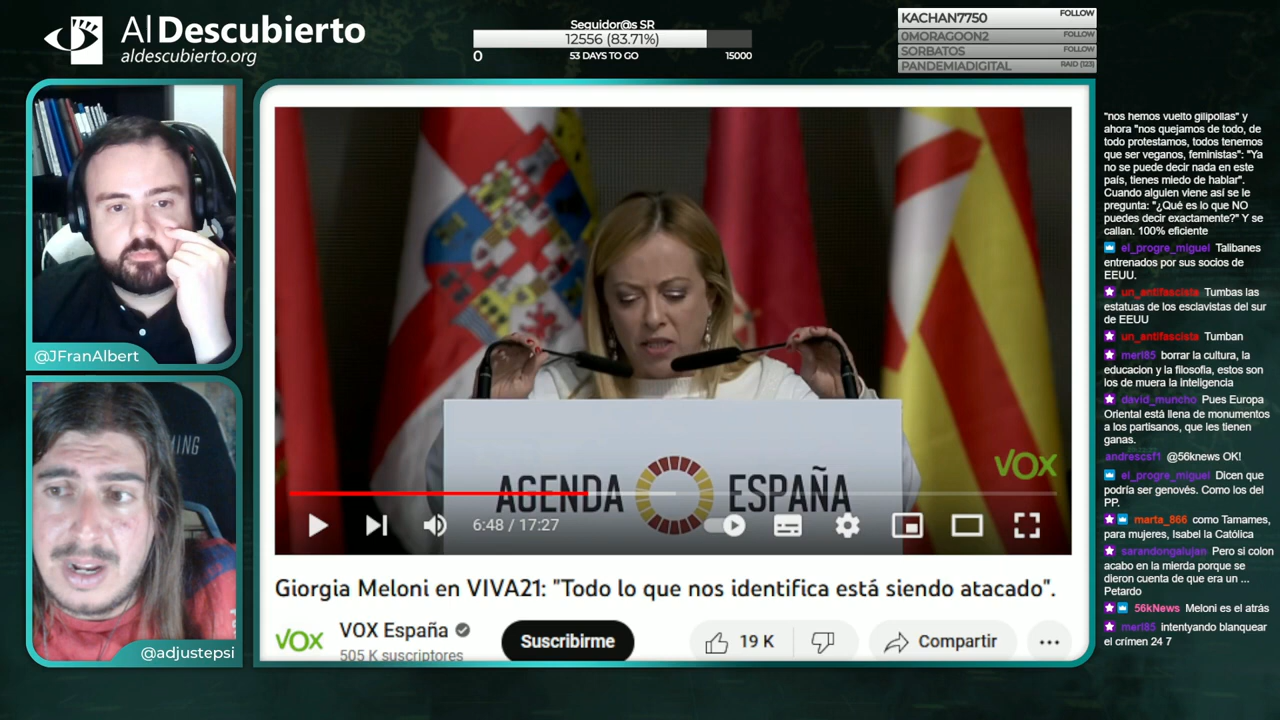 Al Descubierto
aldescubierto.org
Seguidor@s SR
12556 (83.71%)
0
53 DAYS TO GO
15000
KACHAN7750 FOLLOW
0MORAGOON2 FOLLOW
SORBATOS FOLLOW
PANDEMIADIGITAL RAID (123)
@JFranAlbert
@adjustepsi
AGENDA ESPAÑA
VOX
6:48 / 17:27
Giorgia Meloni en VIVA21: "Todo lo que nos identifica está siendo atacado".
VOX
VOX España
505 K suscriptores
Suscribirme
19 K
Compartir
"nos hemos vuelto gilipollas" y
ahora "nos quejamos de todo, de
todo protestamos, todos tenemos
que ser veganos, feministas": "Ya
no se puede decir nada en este
país, tienes miedo de hablar".
Cuando alguien viene así se le
pregunta: "¿Qué es lo que NO
puedes decir exactamente?" Y se
callan. 100% eficiente
el_progre_miguel Talibanes
entrenados por sus socios de
EEUU.
un_antifascista Tumbas las
estatuas de los esclavistas del sur
de EEUU
un_antifascista Tumban
meri85 borrar la cultura, la
educacion y la filosofia, estos son
los de muera la inteligencia
david_muncho Pues Europa
Oriental está llena de monumentos
a los partisanos, que les tienen
ganas.
andrescsf1 @56knews OK!
el_progre_miguel Dicen que
podría ser genovés. Como los del
PP.
marta_866 como Tamames,
para mujeres, Isabel la Católica
sarandongalujan Pero si colon
acabo en la mierda porque se
dieron cuenta de que era un ...
Petardo
56kNews Meloni es el atrás
meri85 intentyando blanquear
el crímen 24 7